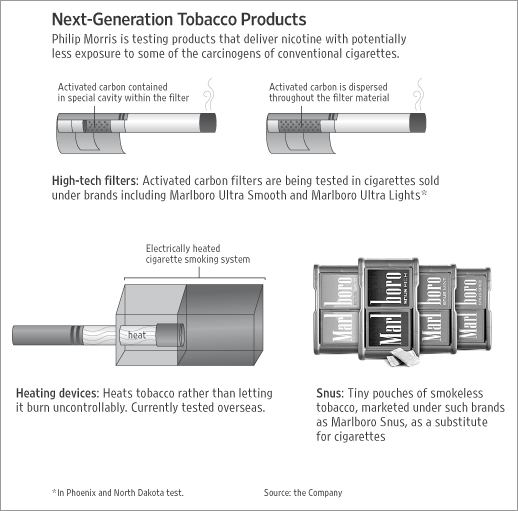 Next-Generation Tobacco Products
Philip Morris is testing products that deliver nicotine with potentially
less exposure to some of the carcinogens of conventional cigarettes.
Activated carbon contained
in special cavity within the filter
Activated carbon is dispersed
throughout the filter material
High-tech filters: Activated carbon filters are being tested in cigarettes sold
under brands including Marlboro Ultra Smooth and Marlboro Ultra Lights*
Electrically heated
cigarette smoking system
heat
Marlboro
Marlboro
Marlboro
Marlboro
Heating devices: Heats tobacco rather than letting
it burn uncontrollably. Currently tested overseas.
Snus: Tiny pouches of smokeless
tobacco, marketed under such brands
as Marlboro Snus, as a substitute
for cigarettes
*In Phoenix and North Dakota test.
Source: the Company